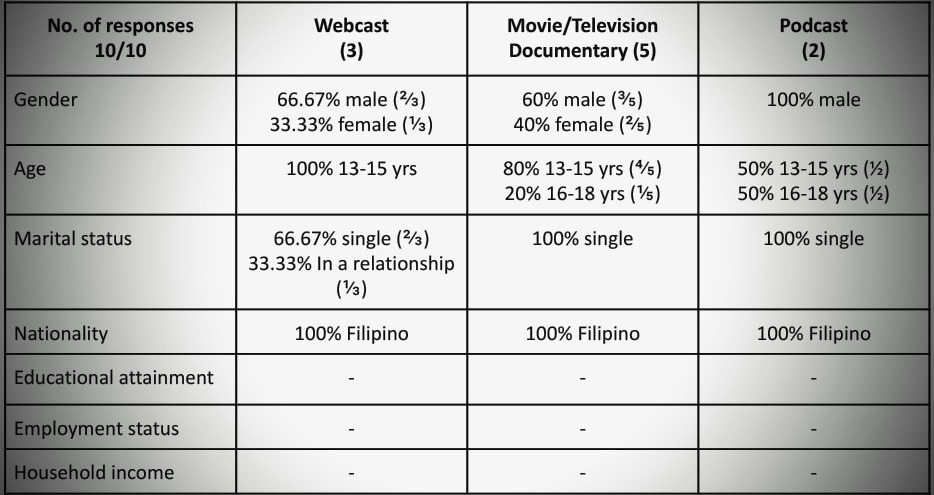 No. of responses
10/10
Webcast
(3)
Movie/Television
Documentary (5)
Podcast
(2)
Gender
66.67% male (⅔)
33.33% female (⅓)
60% male (⅗)
40% female (⅖)
100% male
Age
100% 13-15 yrs
80% 13-15 yrs (⅘)
20% 16-18 yrs (⅕)
50% 13-15 yrs (½)
50% 16-18 yrs (½)
Marital status
66.67% single (⅔)
33.33% In a relationship
(⅓)
100% single
100% single
Nationality
100% Filipino
100% Filipino
100% Filipino
Educational attainment
-
-
-
Employment status
-
-
-
Household income
-
-
-